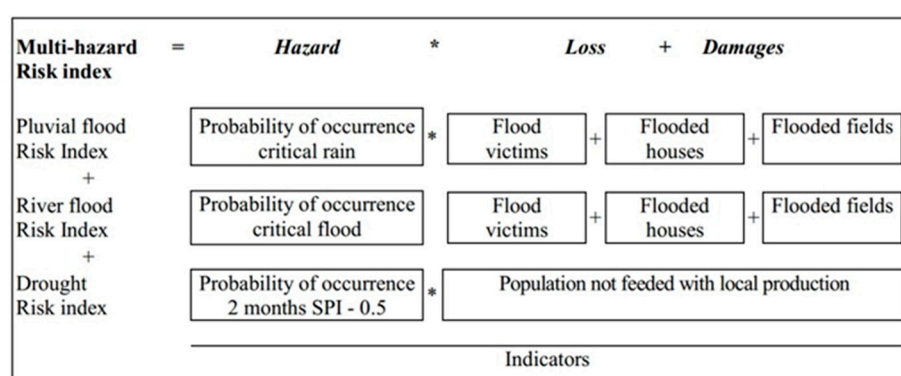 Multi-hazard = Hazard * Loss + Damages
Risk index
Pluvial flood Probability of occurrence * Flood + Flooded + Flooded fields
Risk Index critical rain victims houses
+
River flood Probability of occurrence Flood + Flooded + Flooded fields
Risk Index critical flood victims houses
+
Drought Probability of occurrence * Population not feeded with local production
Risk index 2 months SPI - 0.5
Indicators